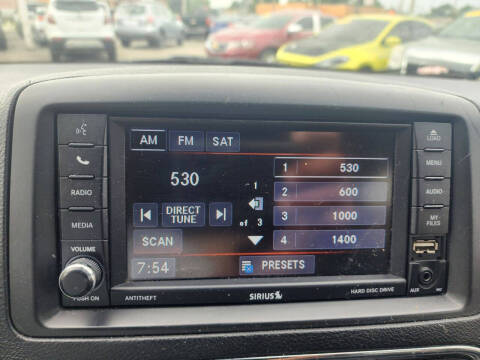 AM FM SAT
LOAD
MENU
AUDIO
MY FILES
RADIO
MEDIA
VOLUME
PUSH ON
530
DIRECT TUNE
SCAN
7:54
1
of 3
1 530
2 600
3 1000
4 1400
PRESETS
ANTITHEFT
SIRIUS
HARD DISC DRIVE
AUX